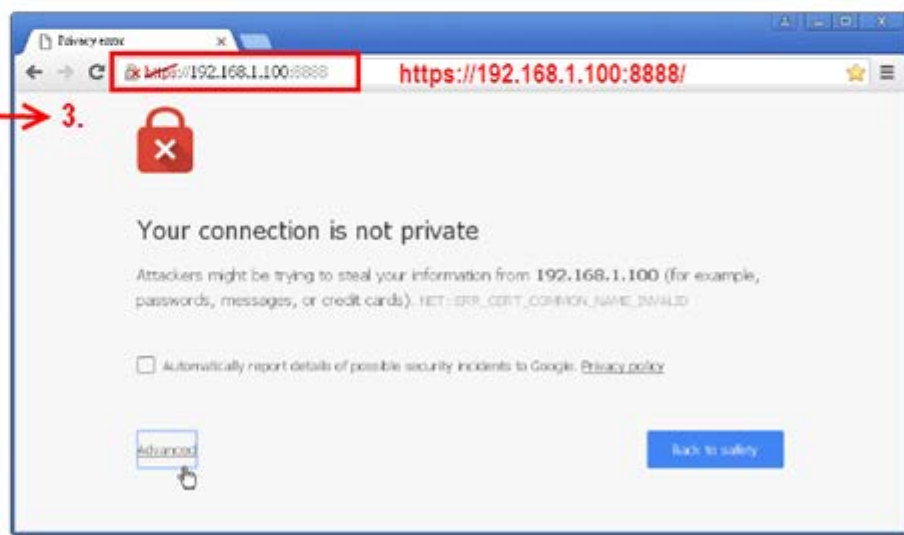 Privacy error
https://192.168.1.100:8888 https://192.168.1.100:8888/
3.
Your connection is not private
Attackers might be trying to steal your information from 192.168.1.100 (for example,
passwords, messages, or credit cards). NET::ERR_CERT_COMMON_NAME_INVALID
Automatically report details of possible security incidents to Google. Privacy policy
Advanced
Back to safety